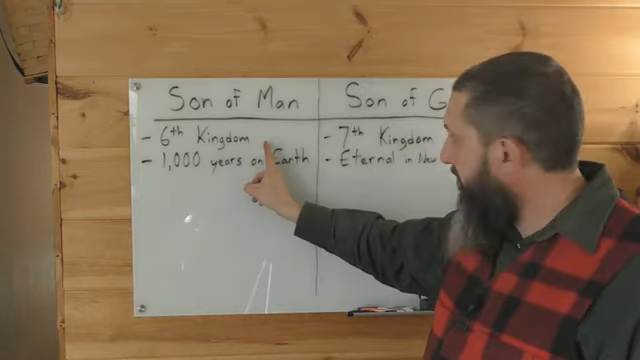 Son of Man
- 6th Kingdom
- 1,000 years on Earth
Son of G
- 7th Kingdom
- Eternal in New